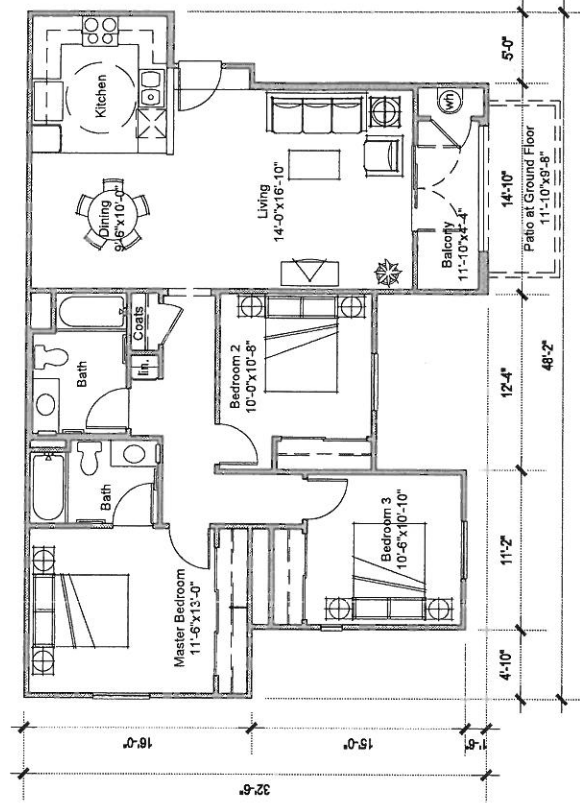 Kitchen
Dining
9'-6"x10'-0"
Living
14'-0"x16'-10"
wh
Balcony
11'-10"x4'-4"
Patio at Ground Floor
11'-10"x9'-8"
Bath
Coats
lin.
Bedroom 2
10'-0"x10'-8"
Bath
Master Bedroom
11'-6"x13'-0"
Bedroom 3
10'-6"x10'-10"
5'-0"
14'-10"
12'-4"
11'-2"
4'-10"
48'-2"
16'-0"
15'-0"
1'-6"
32'-6"